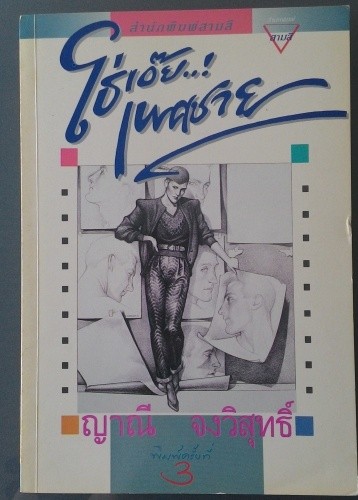 สำนักพิมพ์สามสี
สามสี
โธ่เอ๊ย..!
เพศชาย
ญาณี จงวิสุทธิ์
พิมพ์ครั้งที่
3